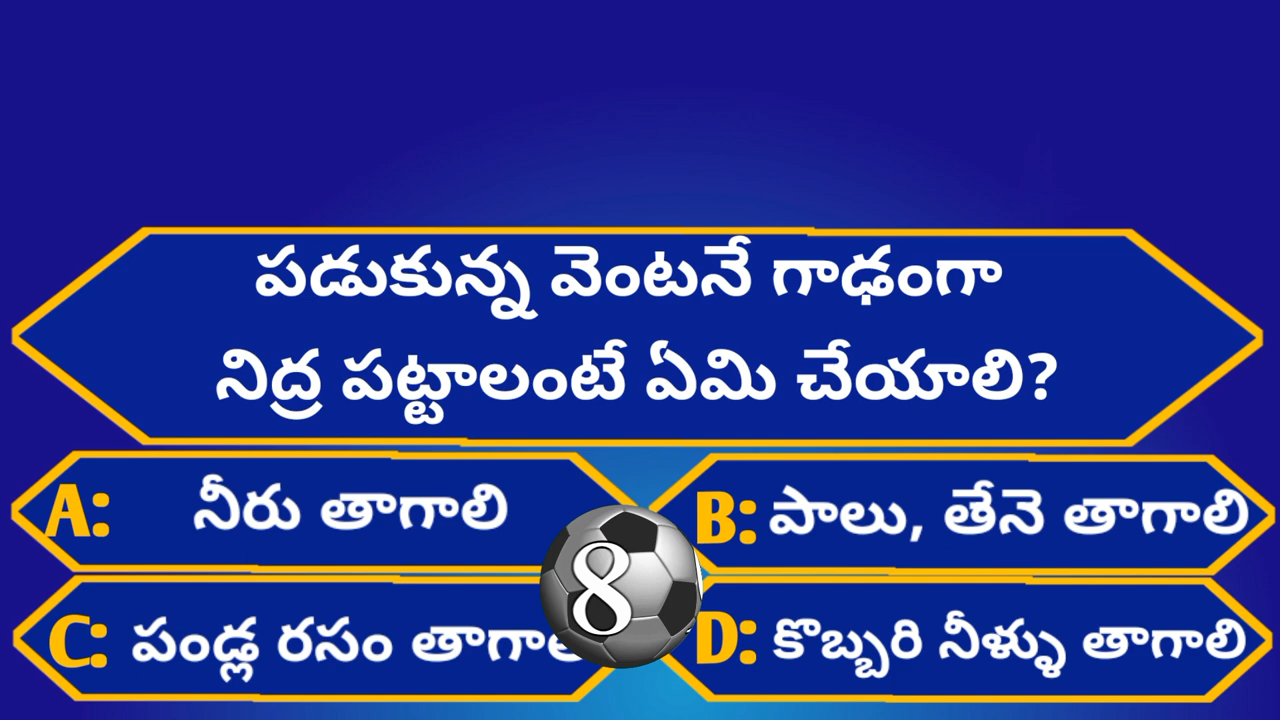 పడుకున్న వెంటనే గాఢంగా
నిద్ర పట్టాలంటే ఏమి చేయాలి?
A: నీరు తాగాలి
B: పాలు, తేనె తాగాలి
8
C: పండ్ల రసం
D: కొబ్బరి నీళ్ళు తాగాలి